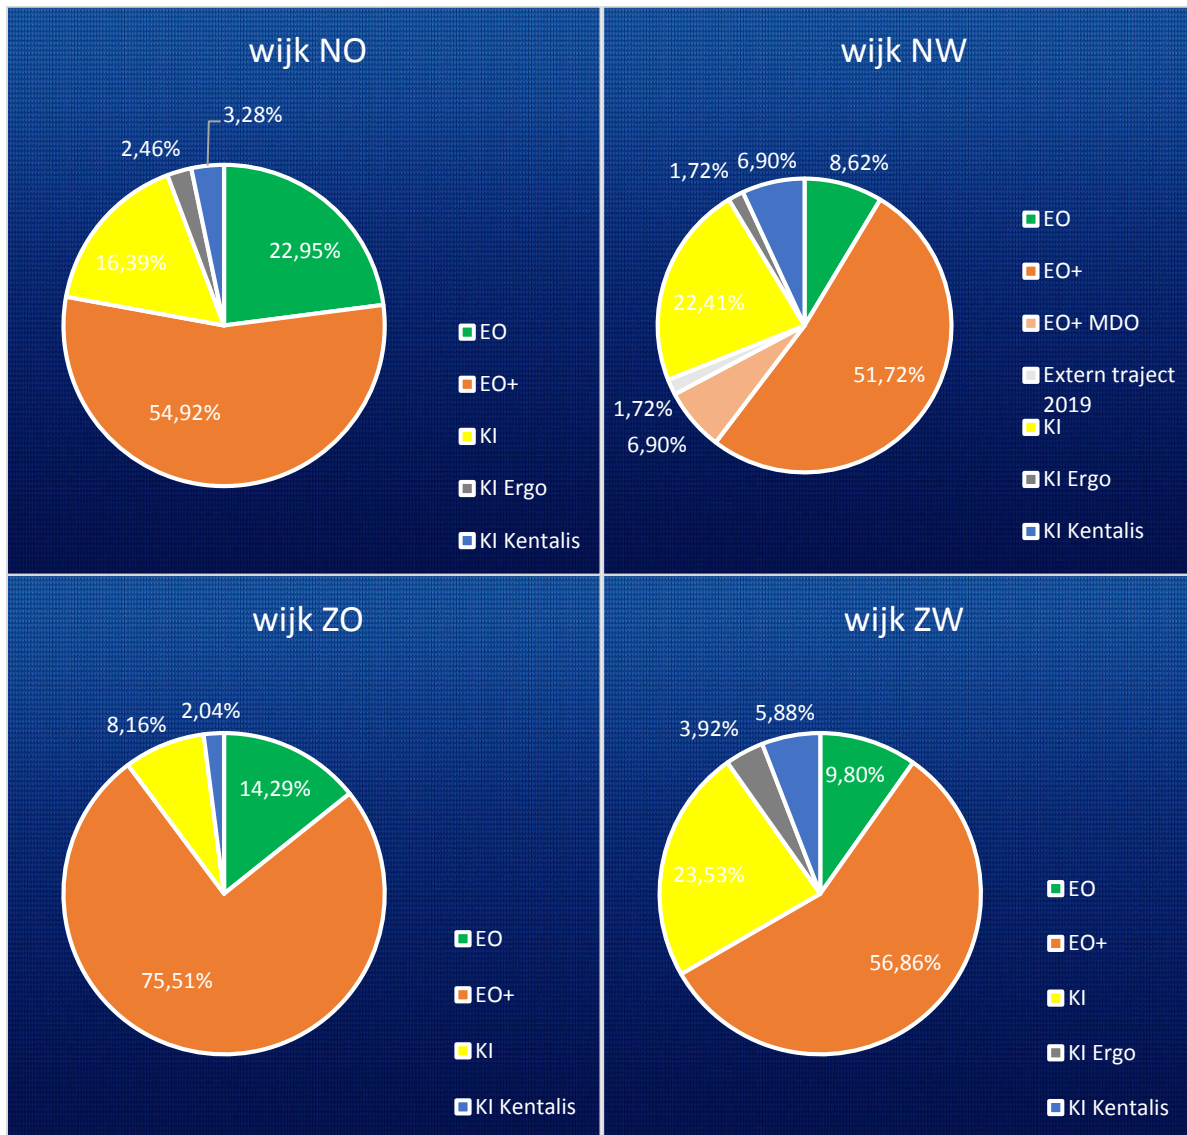 wijk NO
3,28%
2,46%
22,95%
16,39%
54,92%
EO
EO+
KI
KI Ergo
KI Kentalis
wijk NW
1,72%
6,90%
8,62%
22,41%
51,72%
1,72%
6,90%
EO
EO+
EO+ MDO
Extern traject
2019
KI
KI Ergo
KI Kentalis
wijk ZO
8,16%
2,04%
14,29%
75,51%
EO
EO+
KI
KI Kentalis
wijk ZW
3,92%
5,88%
9,80%
23,53%
56,86%
EO
EO+
KI
KI Ergo
KI Kentalis